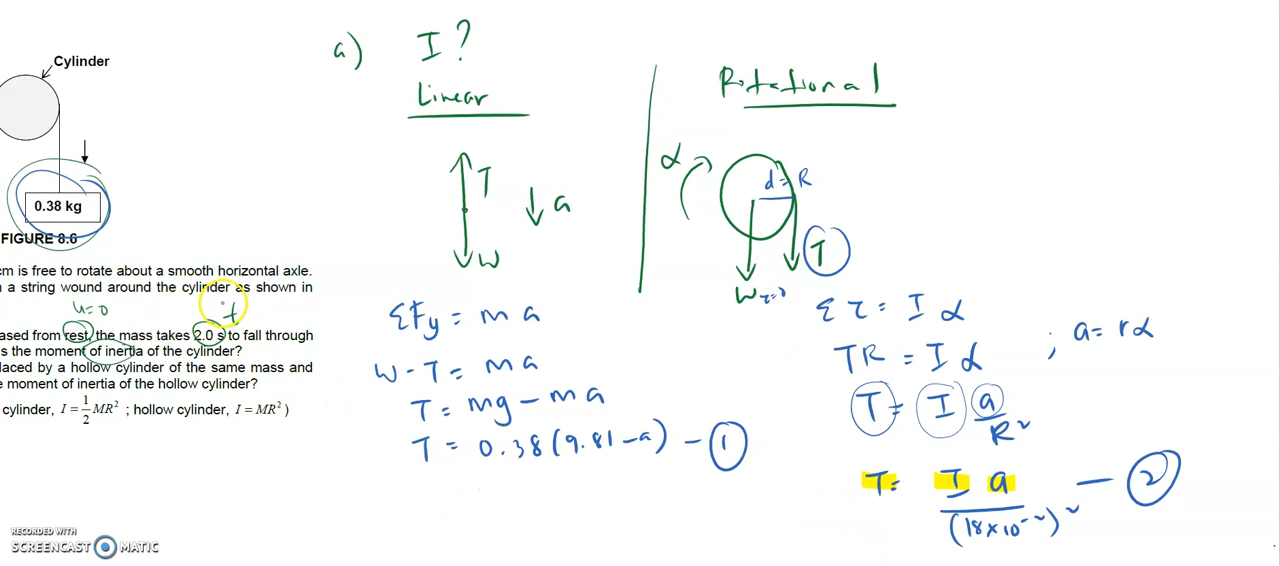 Cylinder
0.38 kg
FIGURE 8.6
cm is free to rotate about a smooth horizontal axle.
a string wound around the cylinder as shown in
u=0
t
ased from rest, the mass takes 2.0 s to fall through
s the moment of inertia of the cylinder?
laced by a hollow cylinder of the same mass and
e moment of inertia of the hollow cylinder?
cylinder, I = 1/2 MR² ; hollow cylinder, I = MR² )
RECORDED WITH
SCREENCAST MATIC
a) I?
Linear
T
a
W
ΣFy = ma
W - T = ma
T = mg - ma
T = 0.38 (9.81 - a) - 1
Rotational
α
d = R
T
W τ=0
Στ = I α
TR = I α ; a = rα
T = I a/R²
T = I a/(18×10⁻²)² - 2